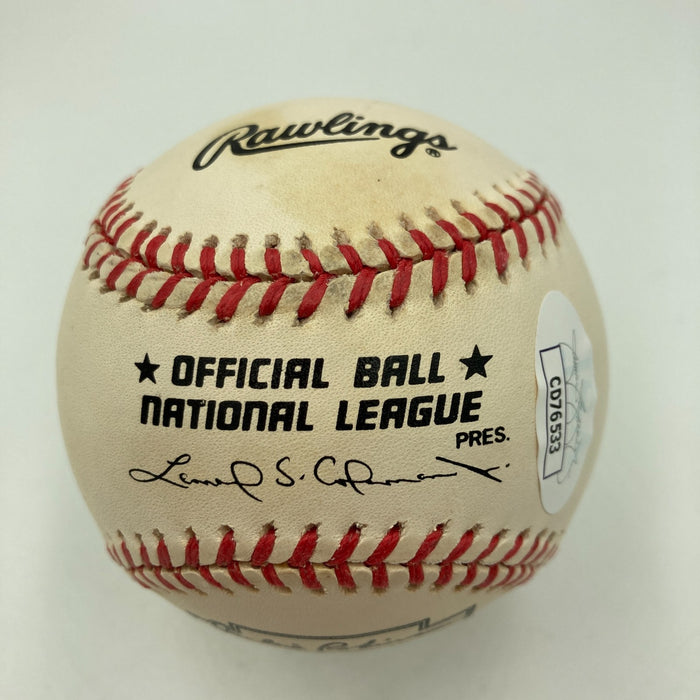 Rawlings®
★ OFFICIAL BALL ★
NATIONAL LEAGUE
PRES.
Leonard S. Coleman Jr.
CD76533